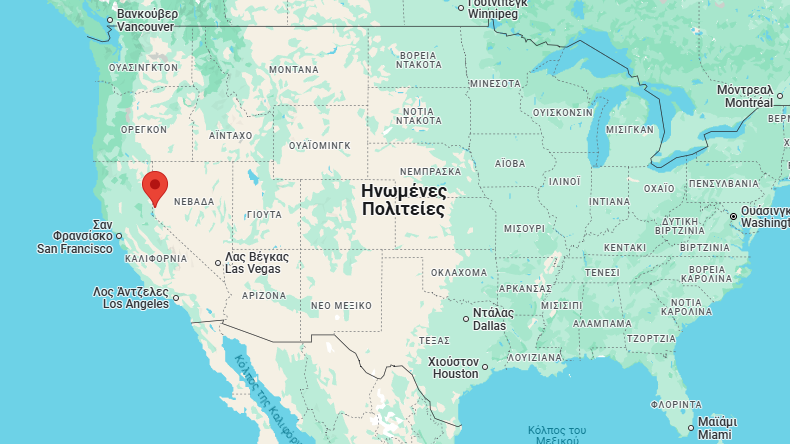 Γουίνιπεγκ
Winnipeg
Βανκούβερ
Vancouver
ΟΥΑΣΙΝΓΚΤΟΝ
ΜΟΝΤΑΝΑ
ΒΟΡΕΙΑ
ΝΤΑΚΟΤΑ
ΜΙΝΕΣΟΤΑ
Μόντρεαλ
Montréal
ΝΟΤΙΑ
ΝΤΑΚΟΤΑ
ΟΥΙΣΚΟΝΣΙΝ
ΜΙΣΙΓΚΑΝ
ΒΕΡΜ
ΟΡΕΓΚΟΝ
ΑΪΝΤΑΧΟ
ΟΥΑΪΟΜΙΝΓΚ
ΝΕΜΠΡΑΣΚΑ
ΑΪΟΒΑ
ΙΛΙΝΟΪ
ΙΝΤΙΑΝΑ
ΟΧΑΪΟ
ΠΕΝΣΥΛΒΑΝΙΑ
Ηνωμένες
Πολιτείες
ΝΕΒΑΔΑ
ΓΙΟΥΤΑ
Ουάσινγκ
Washingt
Σαν
Φρανσίσκο
San Francisco
ΚΑΛΙΦΟΡΝΙΑ
Λας Βέγκας
Las Vegas
ΜΙΣΟΥΡΙ
ΚΕΝΤΑΚΙ
ΔΥΤΙΚΗ
ΒΙΡΤΖΙΝΙΑ
ΒΙΡΤΖΙΝΙΑ
Λος Άντζελες
Los Angeles
ΑΡΙΖΟΝΑ
ΝΕΟ ΜΕΞΙΚΟ
ΟΚΛΑΧΟΜΑ
ΑΡΚΑΝΣΑΣ
ΤΕΝΕΣΙ
ΒΟΡΕΙΑ
ΚΑΡΟΛΙΝΑ
ΝΟΤΙΑ
ΚΑΡΟΛΙΝΑ
Ντάλας
Dallas
ΜΙΣΙΣΙΠΙ
ΑΛΑΜΠΑΜΑ
ΤΖΟΡΤΖΙΑ
ΤΕΞΑΣ
Χιούστον
Houston
ΛΟΥΙΖΙΑΝΑ
ΦΛΟΡΙΝΤΑ
Μαϊάμι
Miami
Κόλπος της Καλιφόρν
Κόλπος του
Μεξικού